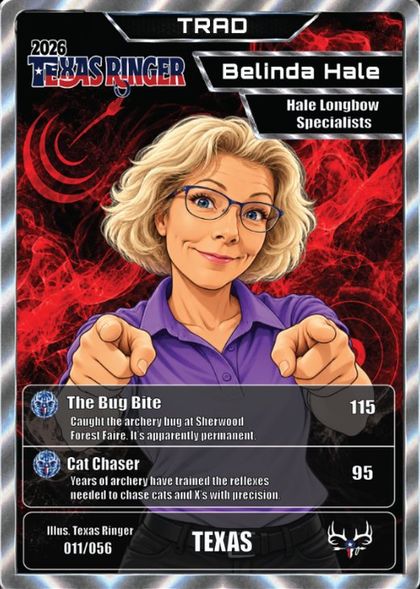 TRAD
2026
TEXAS RINGER
Belinda Hale
Hale Longbow
Specialists
The Bug Bite 115
Caught the archery bug at Sherwood
Forest Faire. It's apparently permanent.
Cat Chaser 95
Years of archery have trained the reflexes
needed to chase cats and X's with precision.
Illus. Texas Ringer
011/056
TEXAS